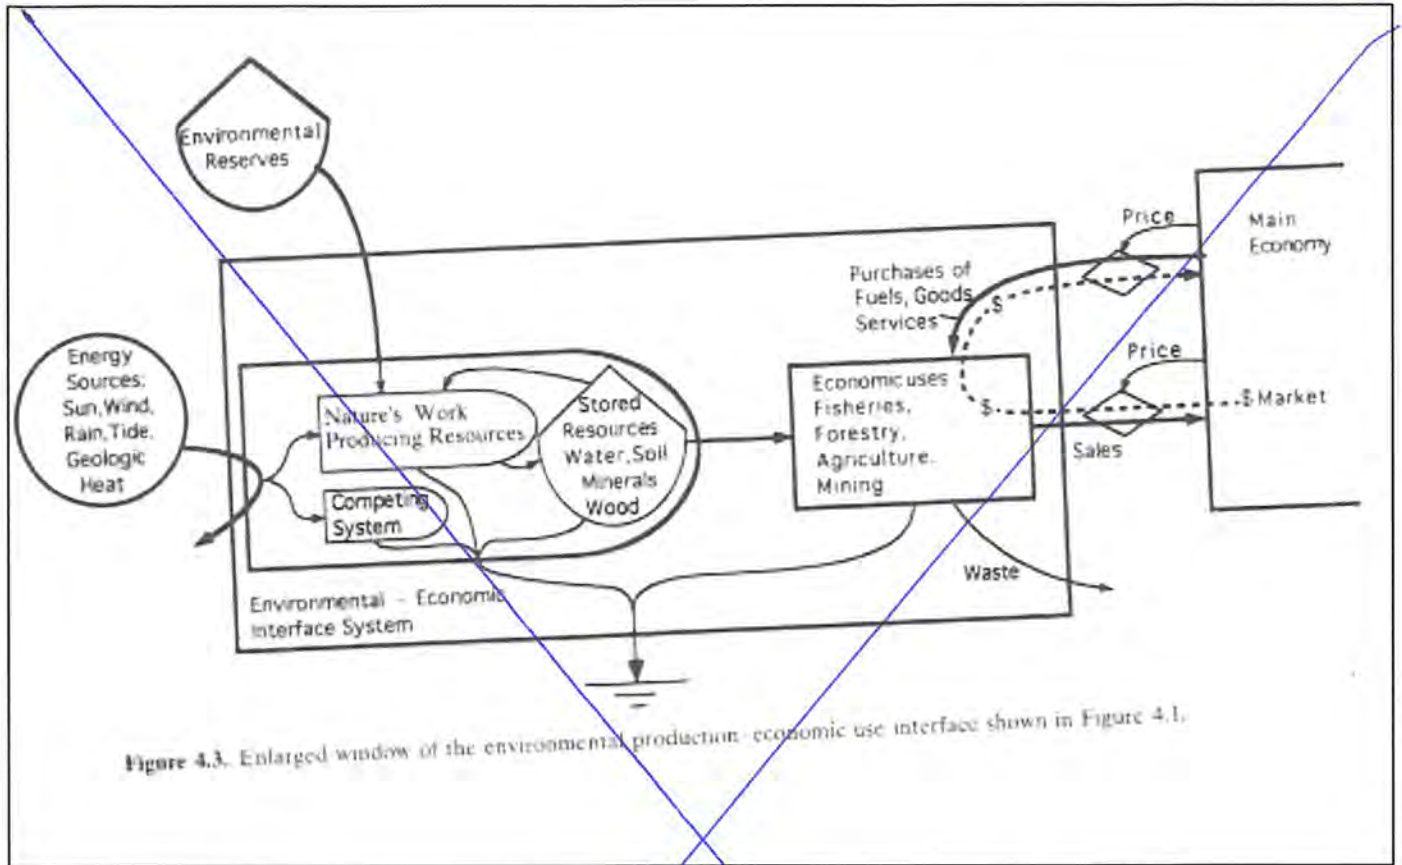 Environmental
Reserves
Energy
Sources:
Sun, Wind,
Rain, Tide,
Geologic
Heat
Nature's Work
Producing Resources
Competing
System
Stored
Resources
Water, Soil
Minerals
Wood
Environmental - Economic
Interface System
Purchases of
Fuels, Goods
Services
$
Economic uses
Fisheries,
Forestry,
Agriculture.
Mining
$
Price
Main
Economy
Price
$ Market
Sales
Waste
Figure 4.3. Enlarged window of the environmental production-economic use interface shown in Figure 4.1.